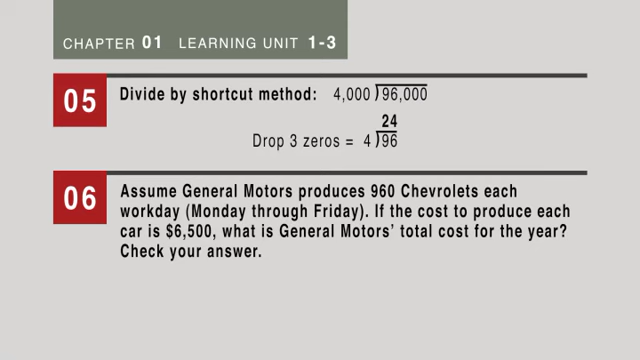 CHAPTER 01 LEARNING UNIT 1-3
05 Divide by shortcut method: 4,000 ) 96,000
24
Drop 3 zeros = 4 ) 96
06 Assume General Motors produces 960 Chevrolets each
workday (Monday through Friday). If the cost to produce each
car is $6,500, what is General Motors' total cost for the year?
Check your answer.